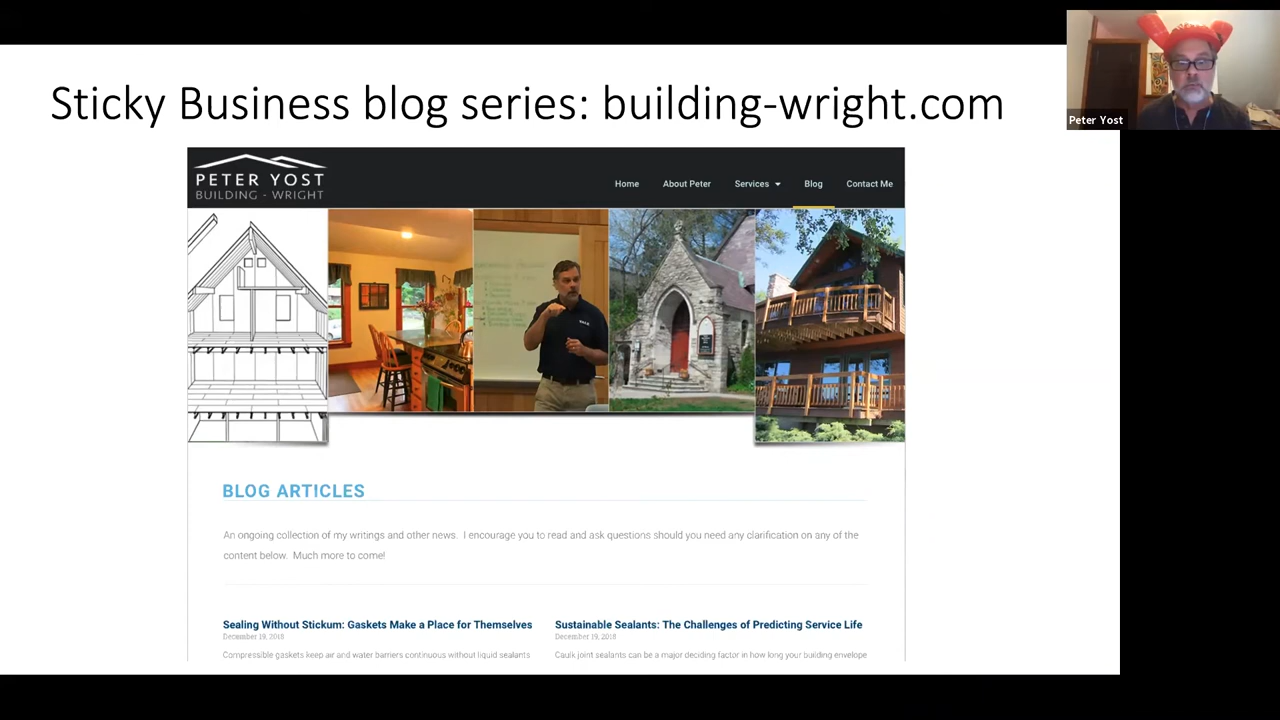 Sticky Business blog series: building-wright.com
Peter Yost
PETER YOST
BUILDING - WRIGHT
Home About Peter Services Blog Contact Me
BLOG ARTICLES
An ongoing collection of my writings and other news. I encourage you to read and ask questions should you need any clarification on any of the
content below. Much more to come!
Sealing Without Stickum: Gaskets Make a Place for Themselves
December 19, 2018
Compressible gaskets keep air and water barriers continuous without liquid sealants
Sustainable Sealants: The Challenges of Predicting Service Life
December 19, 2018
Caulk joint sealants can be a major deciding factor in how long your building envelope